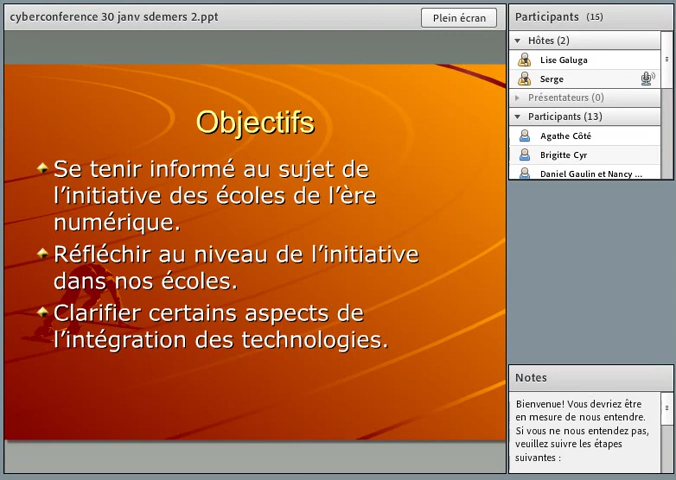 cyberconference 30 janv sdemers 2.ppt
Plein écran
Objectifs
Se tenir informé au sujet de
l'initiative des écoles de l'ère
numérique.
Réfléchir au niveau de l'initiative
dans nos écoles.
Clarifier certains aspects de
l'intégration des technologies.
Participants (15)
Hôtes (2)
Lise Galuga
Serge
Présentateurs (0)
Participants (13)
Agathe Côté
Brigitte Cyr
Daniel Gaulin et Nancy ...
Notes
Bienvenue! Vous devriez être
en mesure de nous entendre.
Si vous ne nous entendez pas,
veuillez suivre les étapes
suivantes :